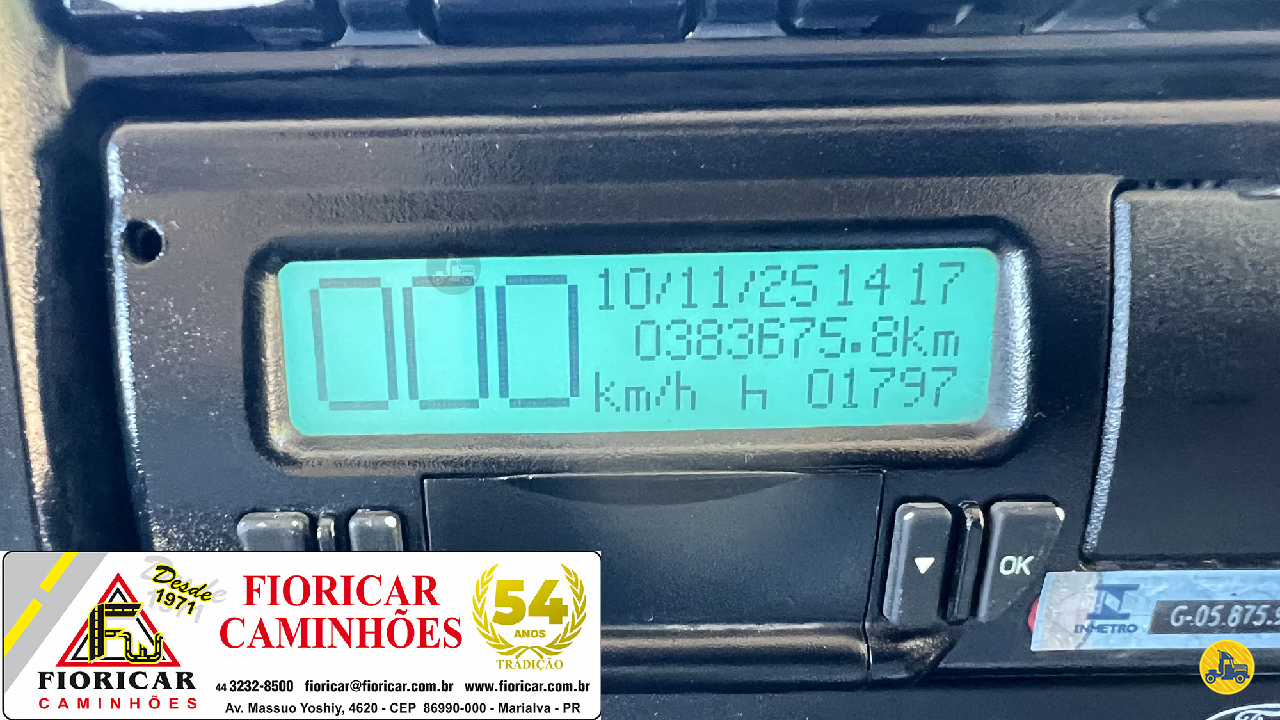 000
10/11/25 14 17
0383675.8km
km/h h 01797
OK
INMETRO
G-05.875.
Ford
Desde
1971
FIORICAR
CAMINHÕES
FIORICAR
CAMINHÕES
54
ANOS
TRADIÇÃO
44 3232-8500 fioricar@fioricar.com.br www.fioricar.com.br
Av. Massuo Yoshiy, 4620 - CEP 86990-000 - Marialva - PR